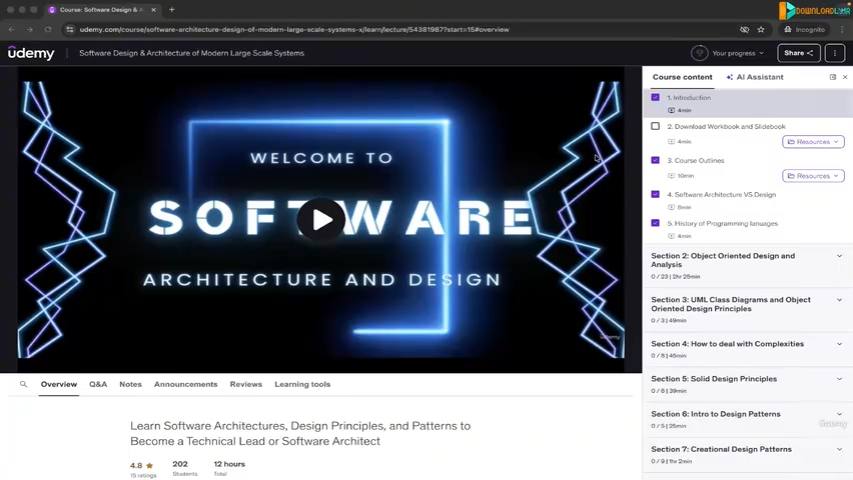 Course: Software Design & A
DOWNLOADLY.IR
udemy.com/course/software-architecture-design-of-modern-large-scale-systems-x/learn/lecture/54381987?start=15#overview
Incognito
ûdemy
Software Design & Architecture of Modern Large Scale Systems
Your progress
Share
Course content
AI Assistant
1. Introduction
4min
2. Download Workbook and Slidebook
4min
Resources
3. Course Outlines
10min
Resources
4. Software Architecture VS Design
6min
5. History of Programming lanuages
4min
WELCOME TO
SOFTWARE
ARCHITECTURE AND DESIGN
udemy
Section 2: Object Oriented Design and
Analysis
0 / 23 | 2hr 25min
Section 3: UML Class Diagrams and Object
Oriented Design Principles
0 / 3 | 49min
Section 4: How to deal with Complexities
0 / 8 | 45min
Section 5: Solid Design Principles
0 / 6 | 39min
Section 6: Intro to Design Patterns
0 / 5 | 25min
Section 7: Creational Design Patterns
0 / 9 | 1hr 2min
Overview
Q&A
Notes
Announcements
Reviews
Learning tools
Learn Software Architectures, Design Principles, and Patterns to
Become a Technical Lead or Software Architect
4.8
202
12 hours
15 ratings
Students
Total
udemy